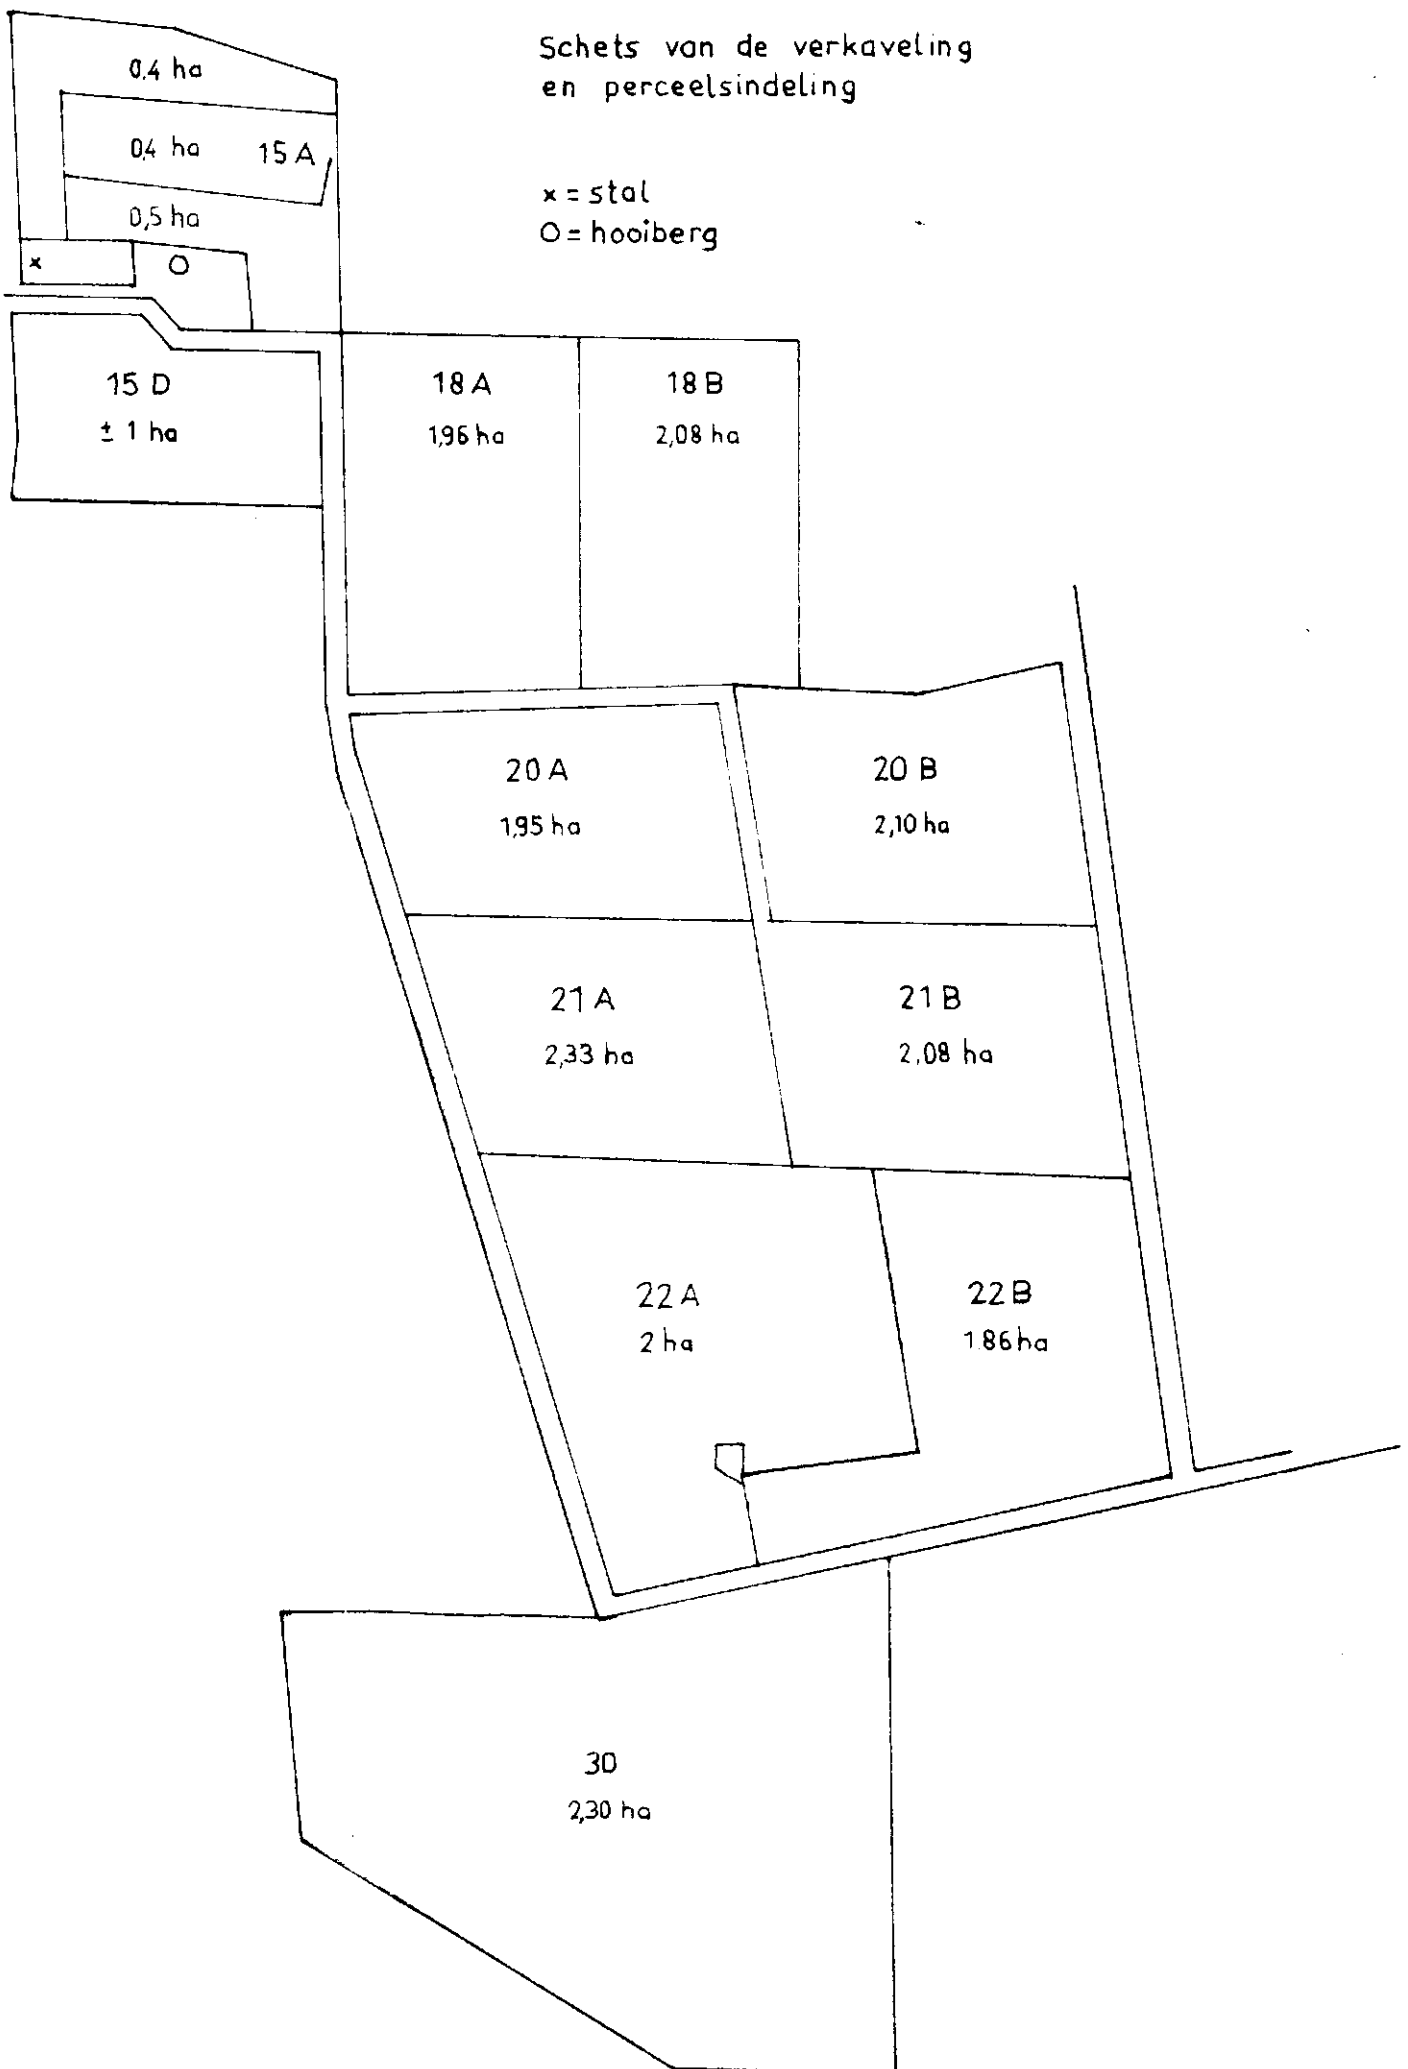 Schets van de verkaveling
en perceelsindeling
x = stal
O = hooiberg
0,4 ha
0,4 ha 15 A
0,5 ha
x
O
15 D
± 1 ha
18 A
1,96 ha
18 B
2,08 ha
20 A
1,95 ha
20 B
2,10 ha
21 A
2,33 ha
21 B
2,08 ha
22 A
2 ha
22 B
1.86 ha
30
2,30 ha